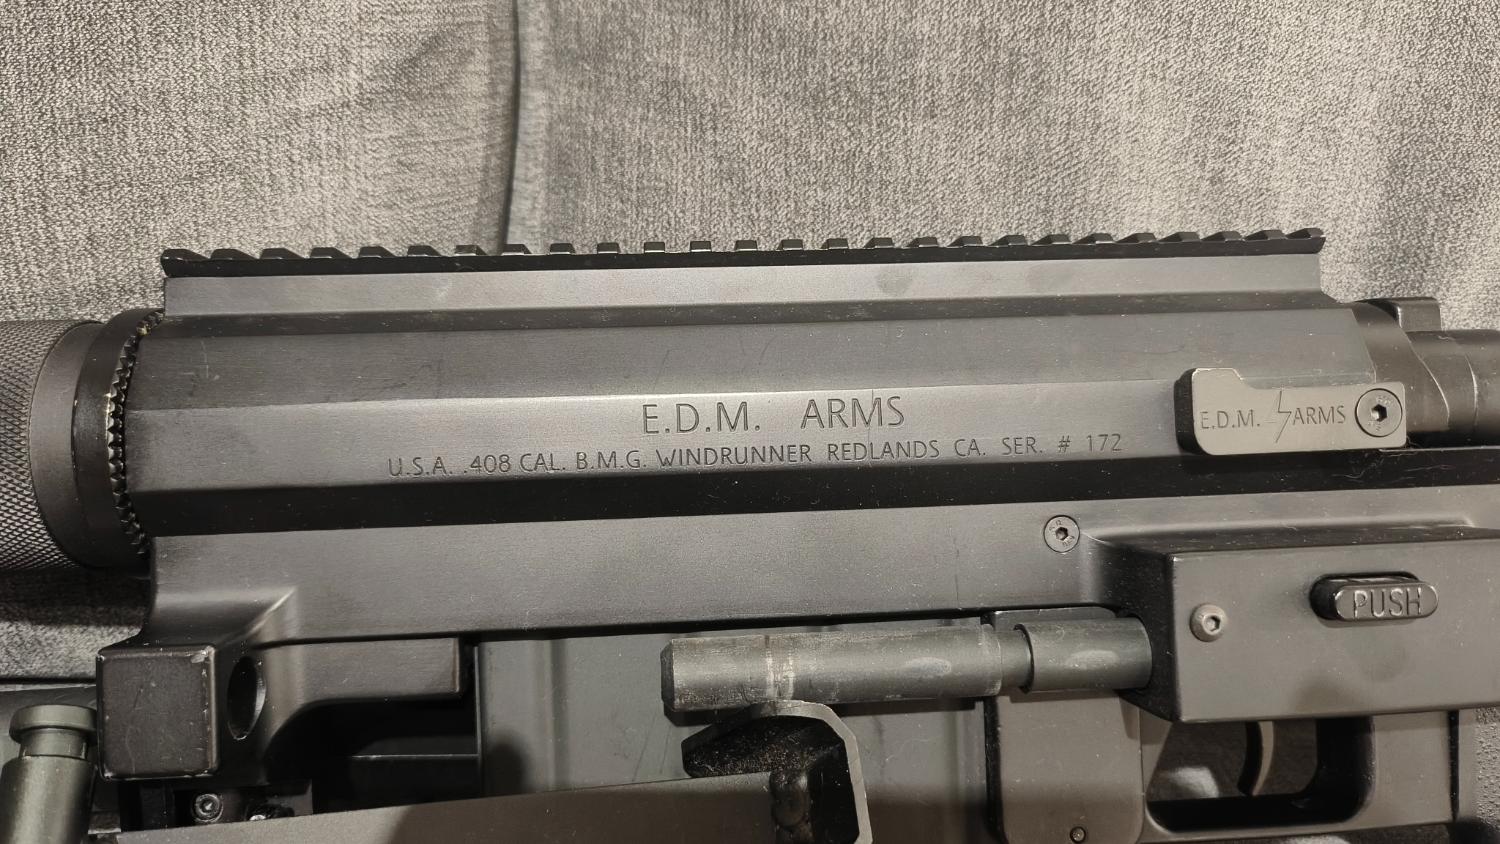 E.D.M. ARMS
U.S.A. .408 CAL. B.M.G. WINDRUNNER REDLANDS CA. SER. # 172
E.D.M. ARMS
PUSH